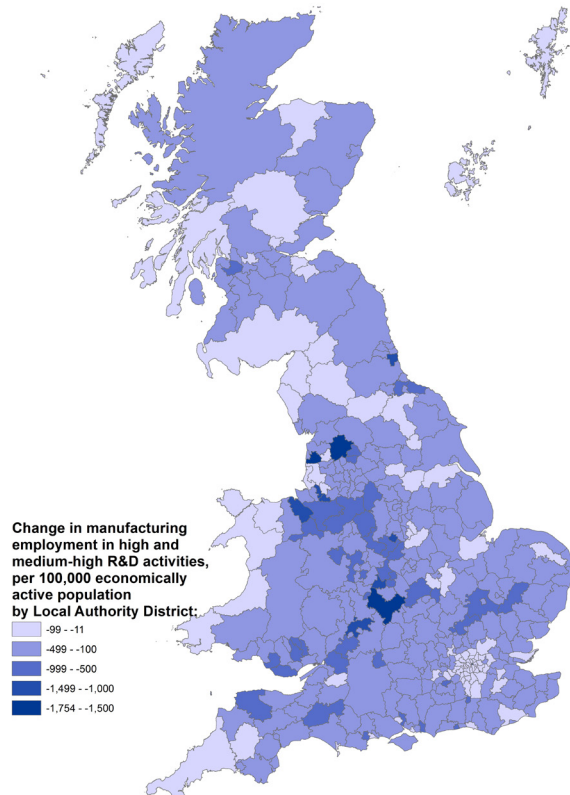 Change in manufacturing
employment in high and
medium-high R&D activities,
per 100,000 economically
active population
by Local Authority District:
-99 - -11
-499 - -100
-999 - -500
-1,499 - -1,000
-1,754 - -1,500